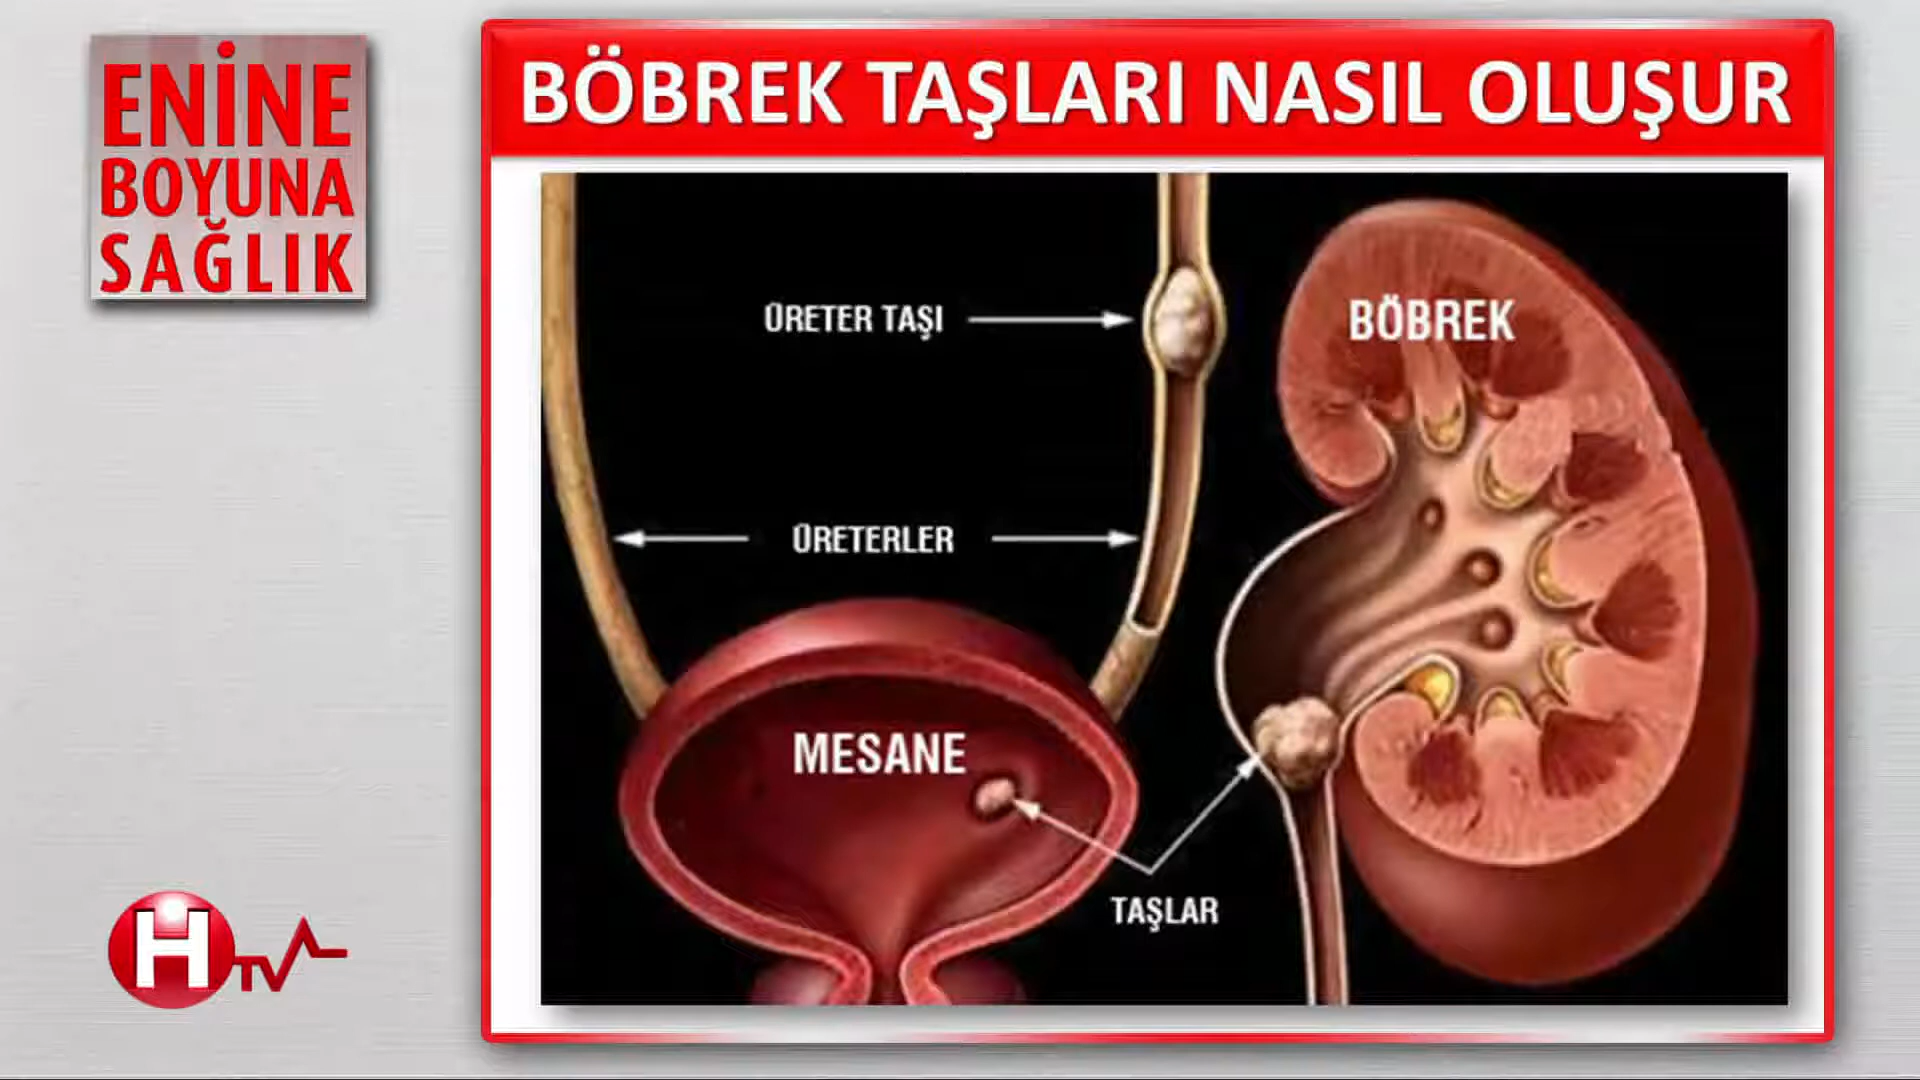 ENİNE
BOYUNA
SAĞLIK
BÖBREK TAŞLARI NASIL OLUŞUR
ÜRETER TAŞI
BÖBREK
ÜRETERLER
MESANE
TAŞLAR
H TV